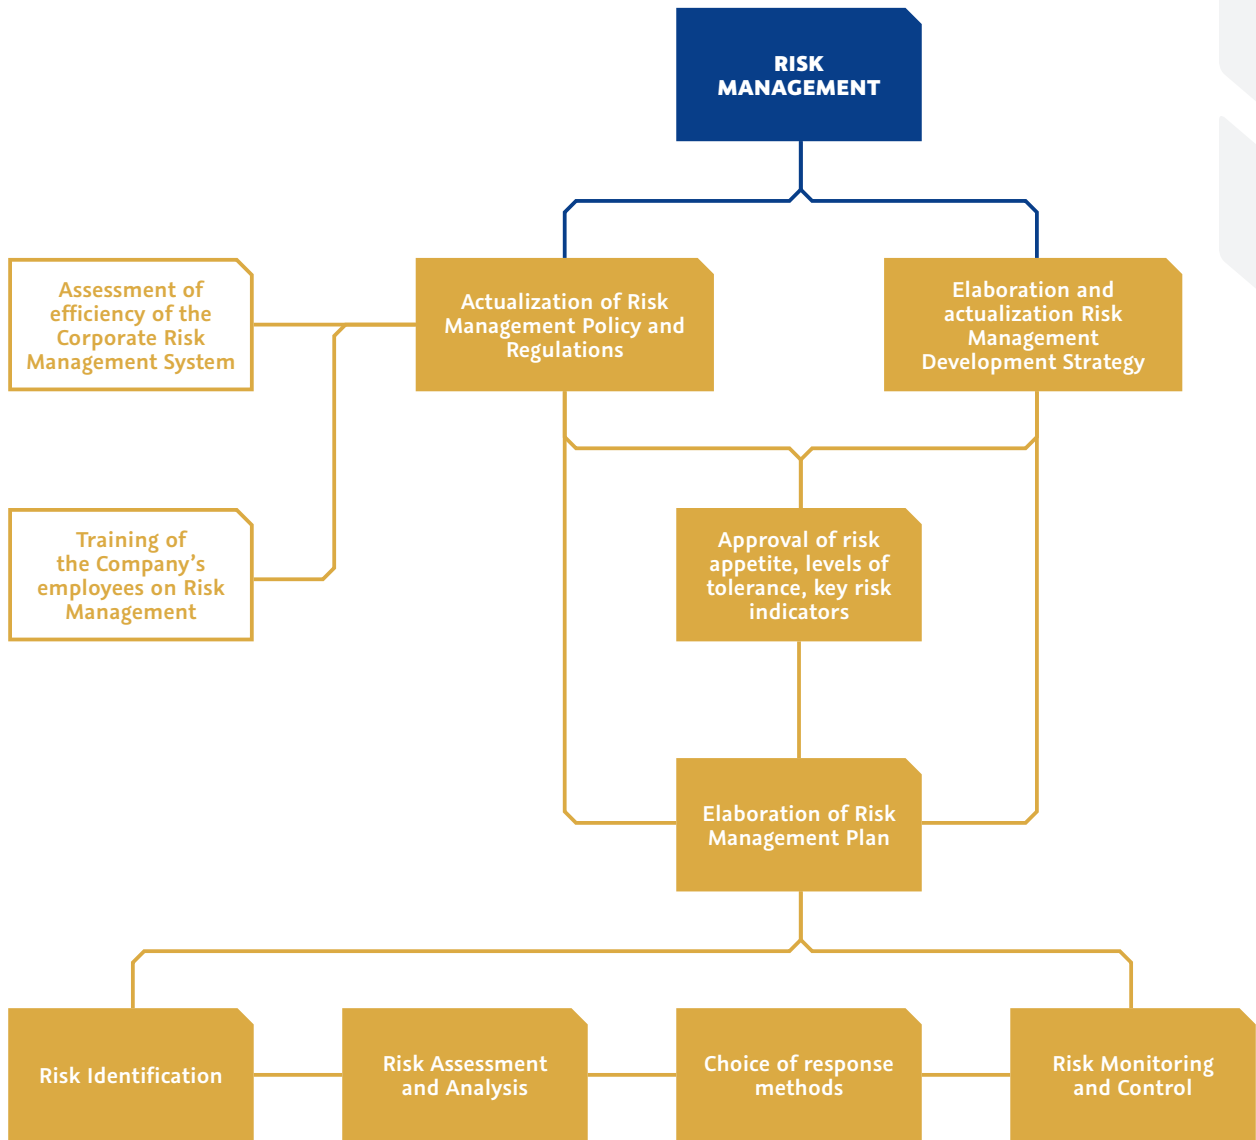 RISK
MANAGEMENT
Assessment of
efficiency of the
Corporate Risk
Management System
Actualization of Risk
Management Policy and
Regulations
Elaboration and
actualization Risk
Management
Development Strategy
Training of
the Company’s
employees on Risk
Management
Approval of risk
appetite, levels of
tolerance, key risk
indicators
Elaboration of Risk
Management Plan
Risk Identification
Risk Assessment
and Analysis
Choice of response
methods
Risk Monitoring
and Control